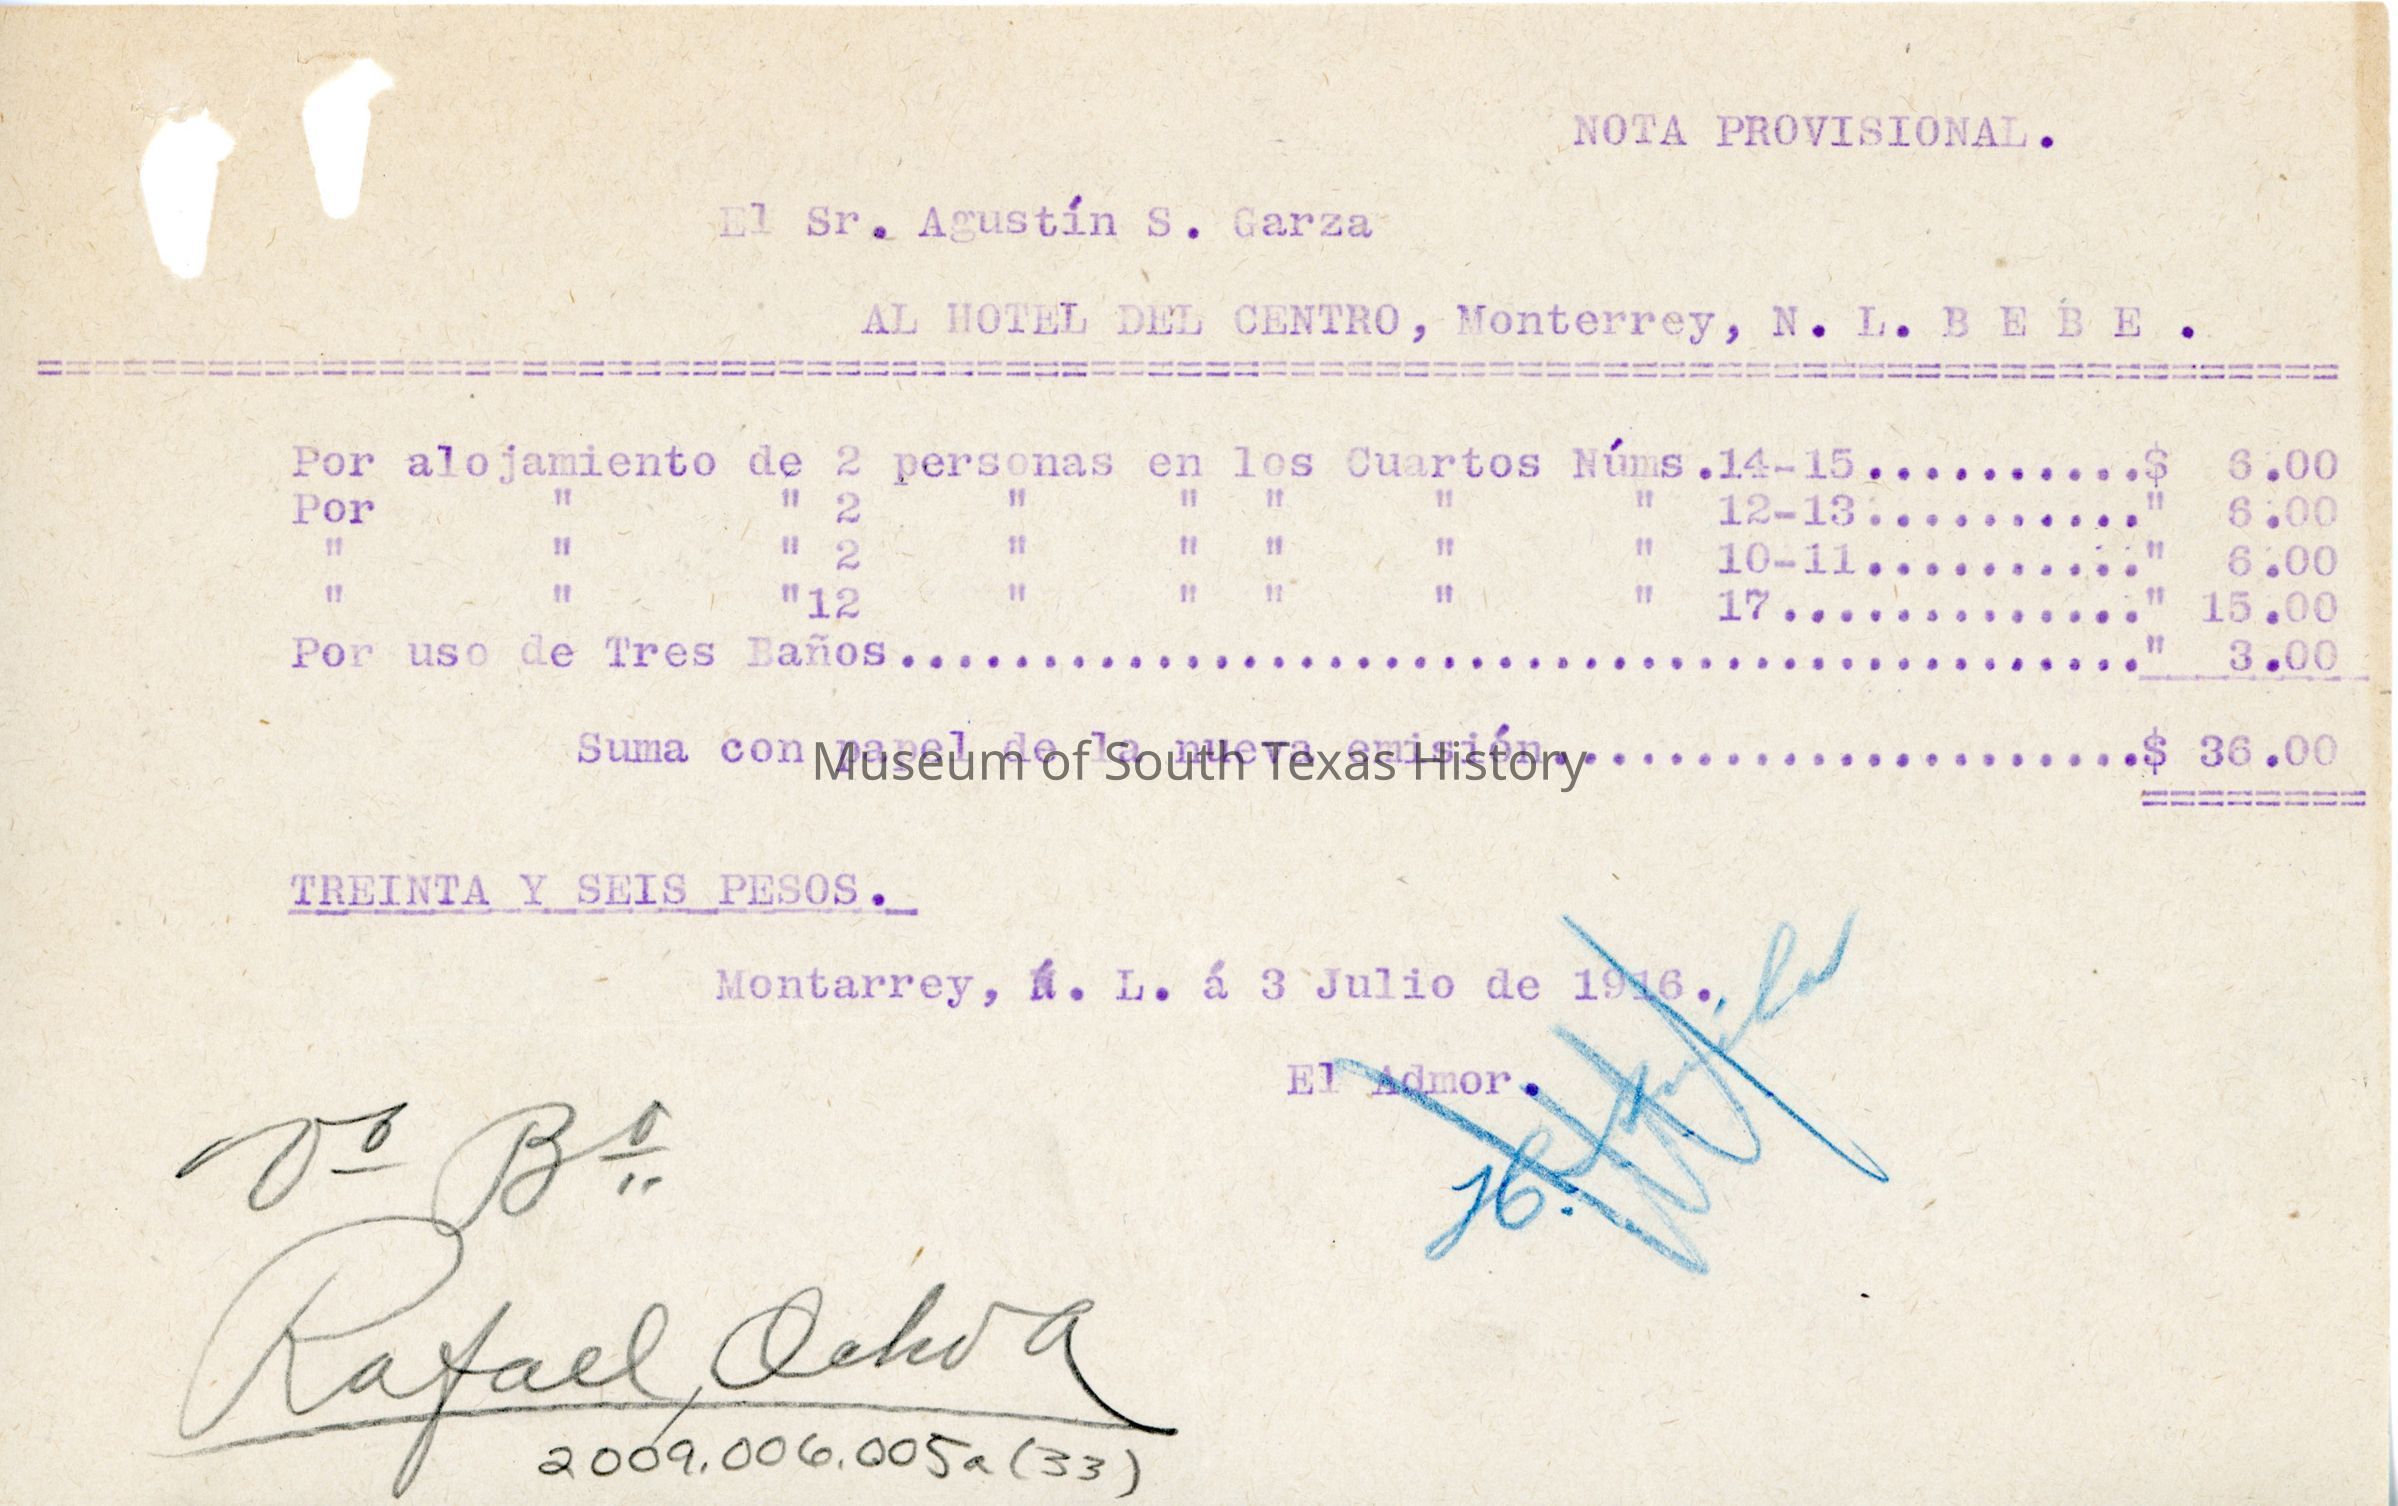 NOTA PROVISIONAL.
El Sr. Agustín S. Garza
AL HOTEL DEL CENTRO, Monterrey, N. L. B E B E .
Por alojamiento de 2 personas en los Cuartos Núms.14-15..........$ 6.00
Por " " 2 " " " " " 12-13.........." 6.00
" " " 2 " " " " " 10-11.........." 6.00
" " "12 " " " " " 17............." 15.00
Por uso de Tres Baños............................................" 3.00
Suma con papel de la nueva emisión.....................$ 36.00
Museum of South Texas History
TREINTA Y SEIS PESOS.
Montarrey, N. L. á 3 Julio de 1916.
El Admor.
Vo Bo
Rafael Ochoa
2009.006.005a (33)